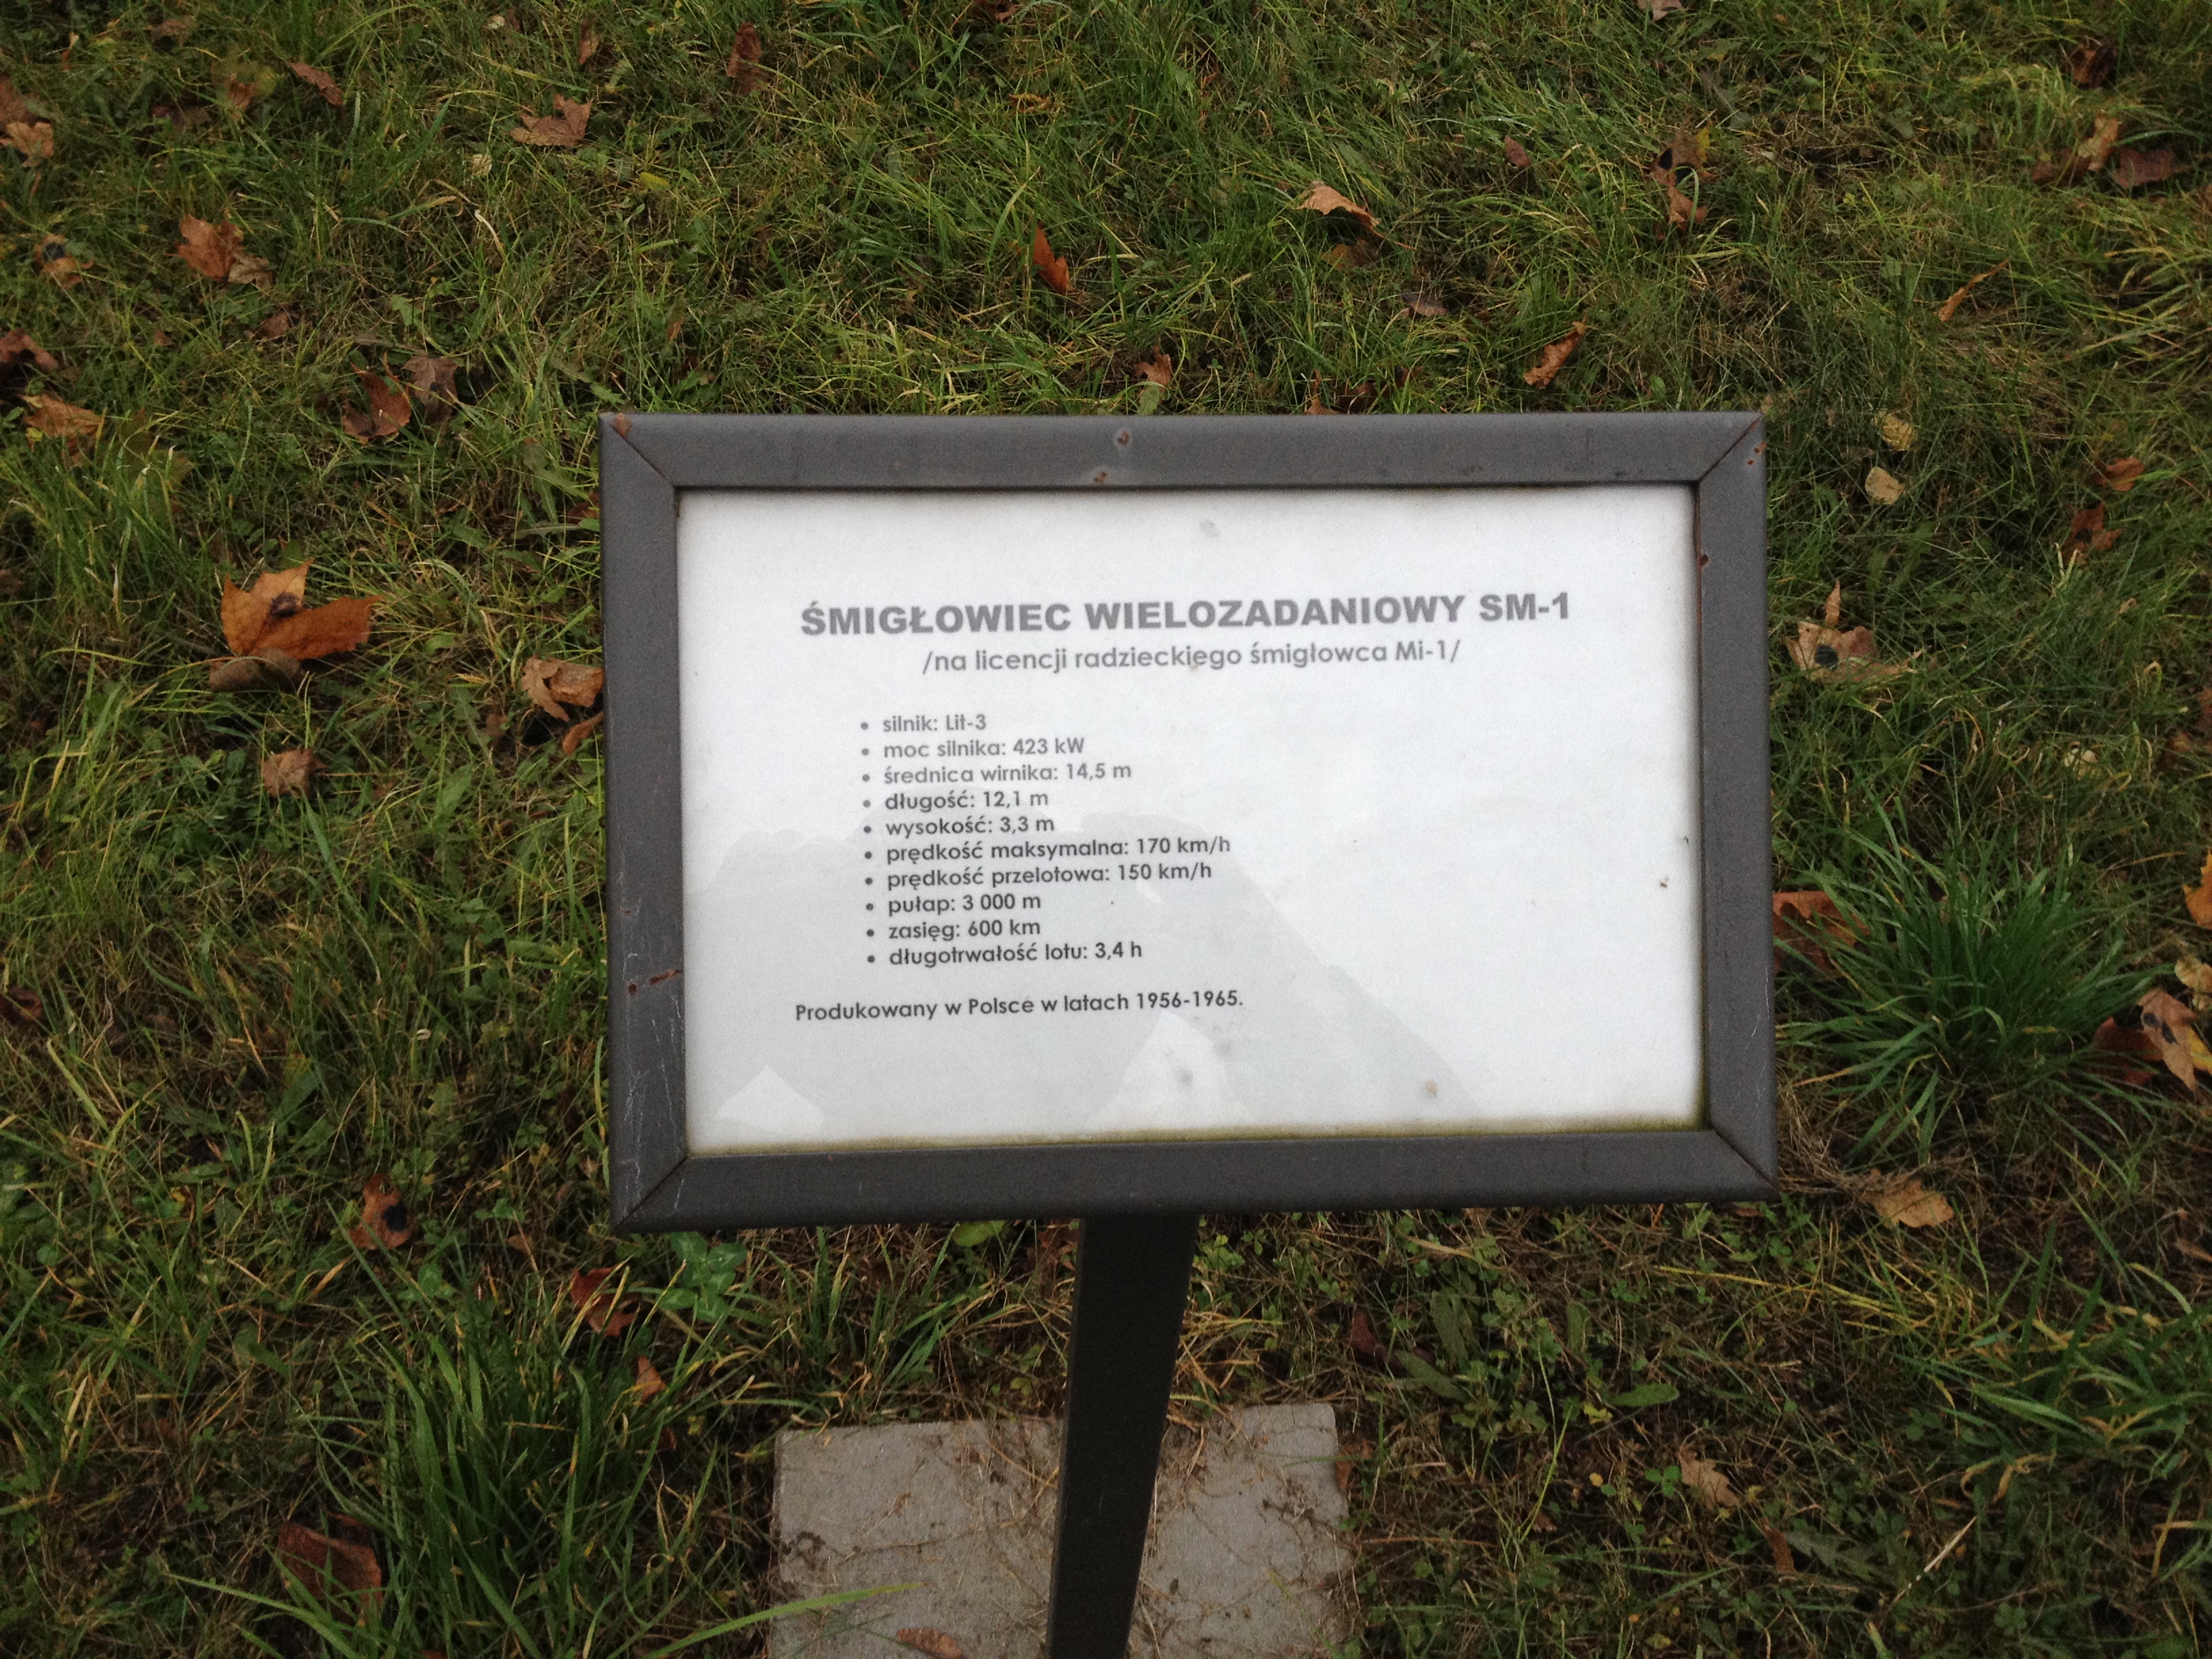 ŚMIGŁOWIEC WIELOZADANIOWY SM-1
/na licencji radzieckiego śmigłowca Mi-1/
• silnik: Lit-3
• moc silnika: 423 kW
• średnica wirnika: 14,5 m
• długość: 12,1 m
• wysokość: 3,3 m
• prędkość maksymalna: 170 km/h
• prędkość przelotowa: 150 km/h
• pułap: 3 000 m
• zasięg: 600 km
• długotrwałość lotu: 3,4 h
Produkowany w Polsce w latach 1956-1965.